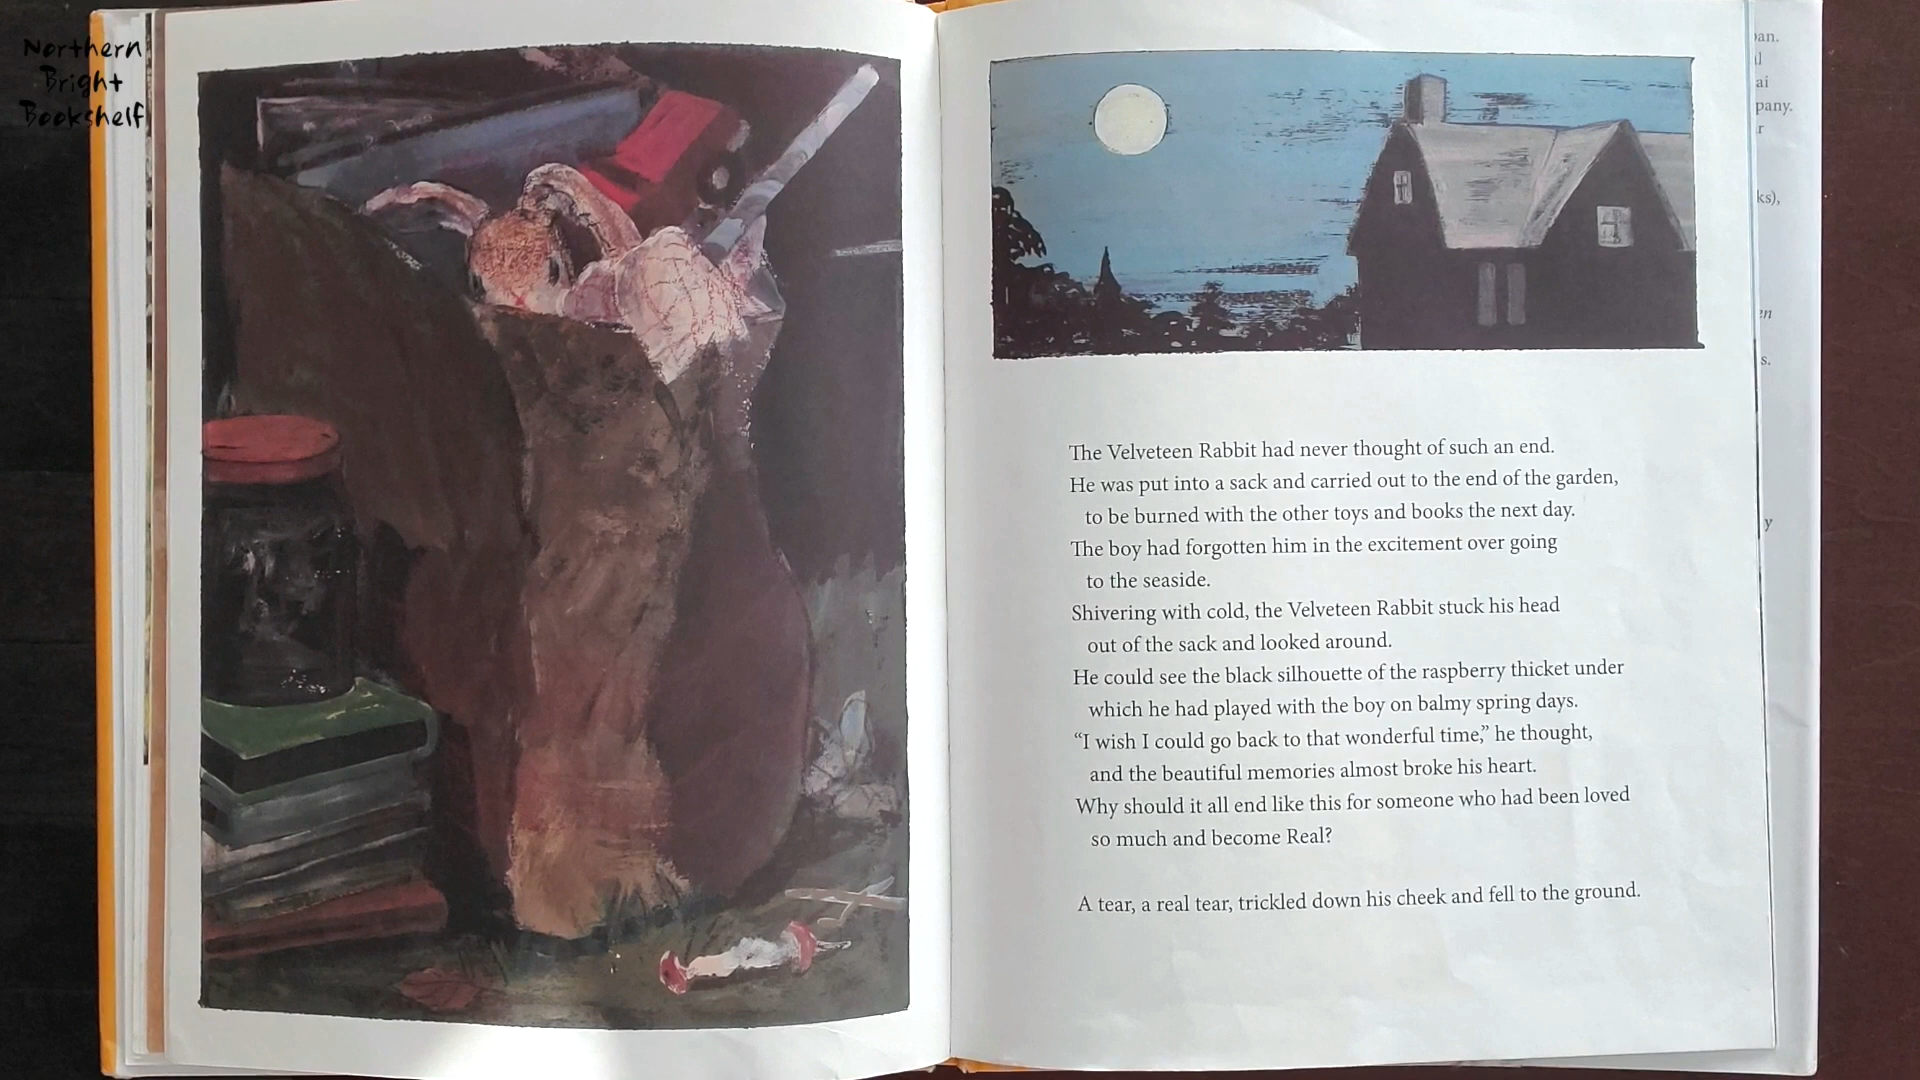 Northern
Bright
Bookshelf
The Velveteen Rabbit had never thought of such an end.
He was put into a sack and carried out to the end of the garden,
to be burned with the other toys and books the next day.
The boy had forgotten him in the excitement over going
to the seaside.
Shivering with cold, the Velveteen Rabbit stuck his head
out of the sack and looked around.
He could see the black silhouette of the raspberry thicket under
which he had played with the boy on balmy spring days.
“I wish I could go back to that wonderful time,” he thought,
and the beautiful memories almost broke his heart.
Why should it all end like this for someone who had been loved
so much and become Real?
A tear, a real tear, trickled down his cheek and fell to the ground.